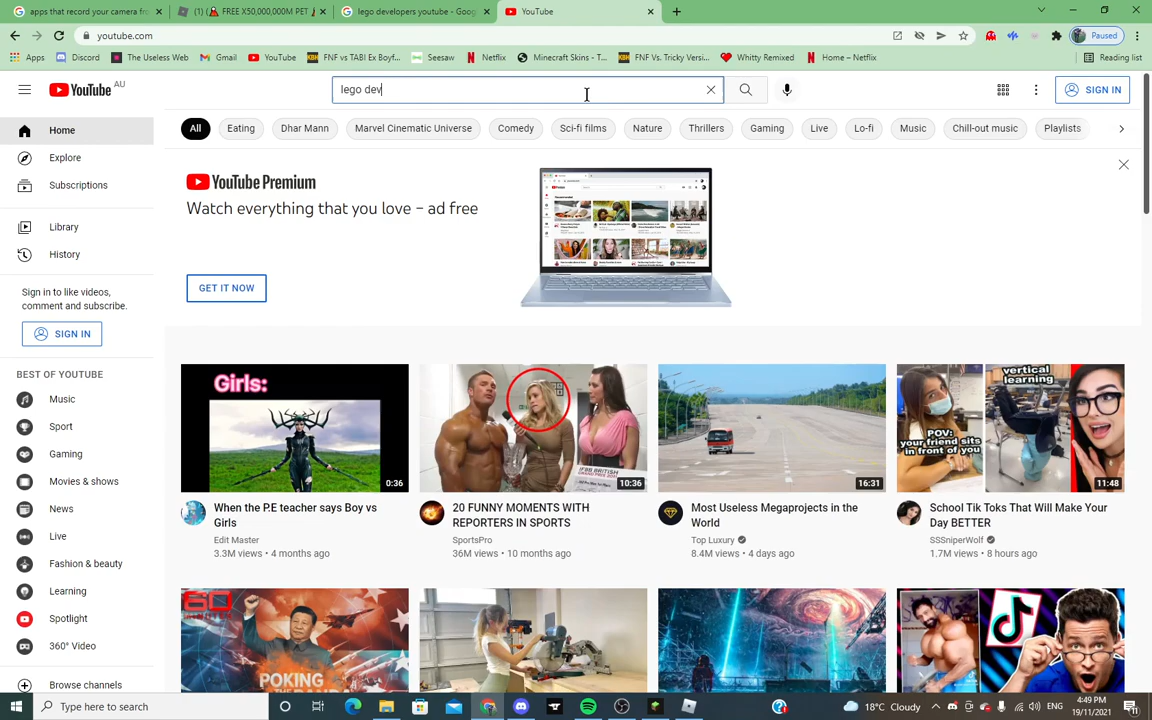 apps that record your camera fro
(1) (🔥 FREE X50,000,000M PET
lego developers youtube - Goog
YouTube
youtube.com
Paused
Apps
Discord
The Useless Web
Gmail
YouTube
FNF vs TABI Ex Boyf...
Seesaw
Netflix
Minecraft Skins - T...
FNF Vs. Tricky Versi...
Whitty Remixed
Home – Netflix
Reading list
YouTube AU
lego dev
SIGN IN
Home
Explore
Subscriptions
Library
History
Sign in to like videos,
comment and subscribe.
SIGN IN
BEST OF YOUTUBE
Music
Sport
Gaming
Movies & shows
News
Live
Fashion & beauty
Learning
Spotlight
360° Video
Browse channels
All
Eating
Dhar Mann
Marvel Cinematic Universe
Comedy
Sci-fi films
Nature
Thrillers
Gaming
Live
Lo-fi
Music
Chill-out music
Playlists
YouTube Premium
Watch everything that you love – ad free
GET IT NOW
Girls:
0:36
When the P.E teacher says Boy vs
Girls
Edit Master
3.3M views • 4 months ago
10:36
20 FUNNY MOMENTS WITH
REPORTERS IN SPORTS
SportsPro
36M views • 10 months ago
16:31
Most Useless Megaprojects in the
World
Top Luxury
8.4M views • 4 days ago
vertical
learning
POV:
your friend sits
in front of you
11:48
School Tik Toks That Will Make Your
Day BETTER
SSSniperWolf
1.7M views • 8 hours ago
60
POKING
THE PANDA
Type here to search
18°C Cloudy
4:49 PM
19/11/2021